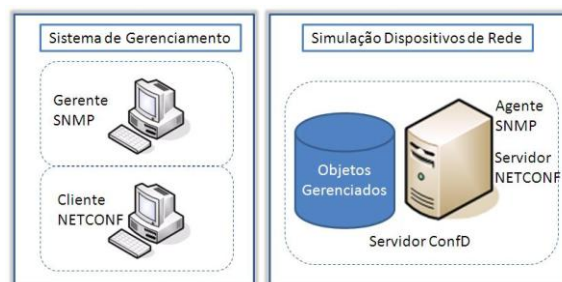 Sistema de Gerenciamento
Gerente
SNMP
Cliente
NETCONF
Simulação Dispositivos de Rede
Objetos
Gerenciados
Agente
SNMP
Servidor
NETCONF
Servidor ConfD